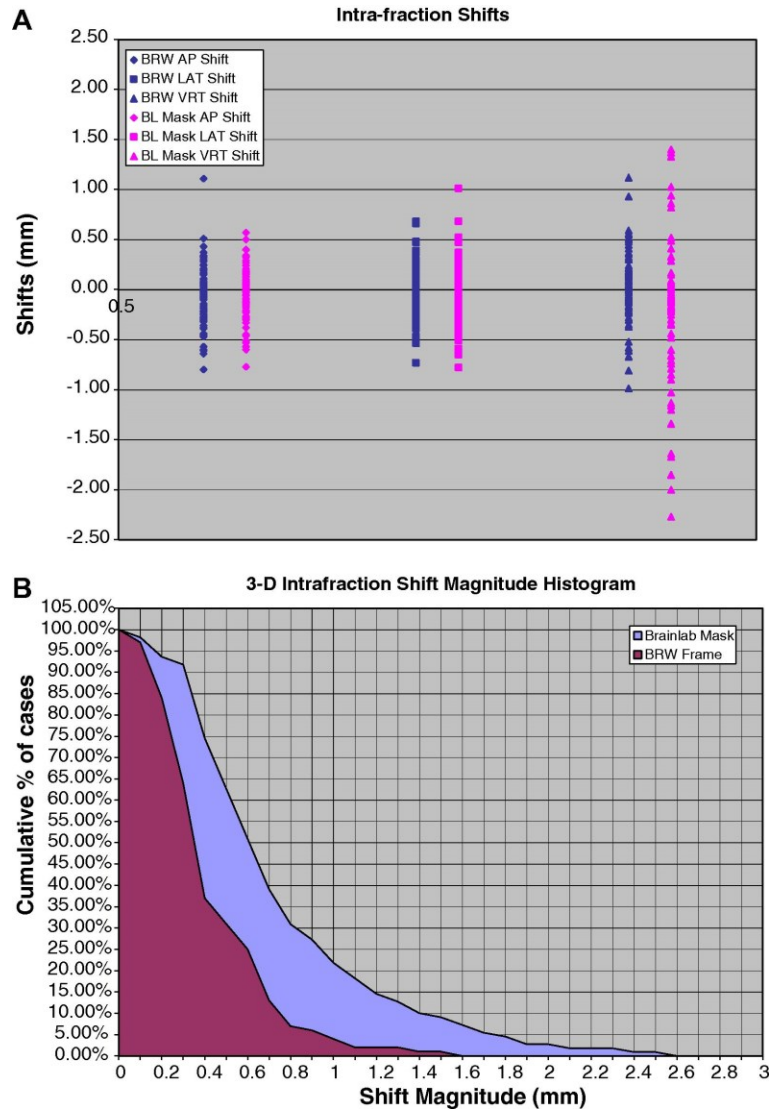 A
Intra-fraction Shifts
2.50
2.00
1.50
1.00
0.50
0.00
-0.50
-1.00
-1.50
-2.00
-2.50
Shifts (mm)
0.5
BRW AP Shift
BRW LAT Shift
BRW VRT Shift
BL Mask AP Shift
BL Mask LAT Shift
BL Mask VRT Shift
B
3-D Intrafraction Shift Magnitude Histogram
105.00%
100.00%
95.00%
90.00%
85.00%
80.00%
75.00%
70.00%
65.00%
60.00%
55.00%
50.00%
45.00%
40.00%
35.00%
30.00%
25.00%
20.00%
15.00%
10.00%
5.00%
0.00%
Cumulative % of cases
Brainlab Mask
BRW Frame
0 0.2 0.4 0.6 0.8 1 1.2 1.4 1.6 1.8 2 2.2 2.4 2.6 2.8 3
Shift Magnitude (mm)